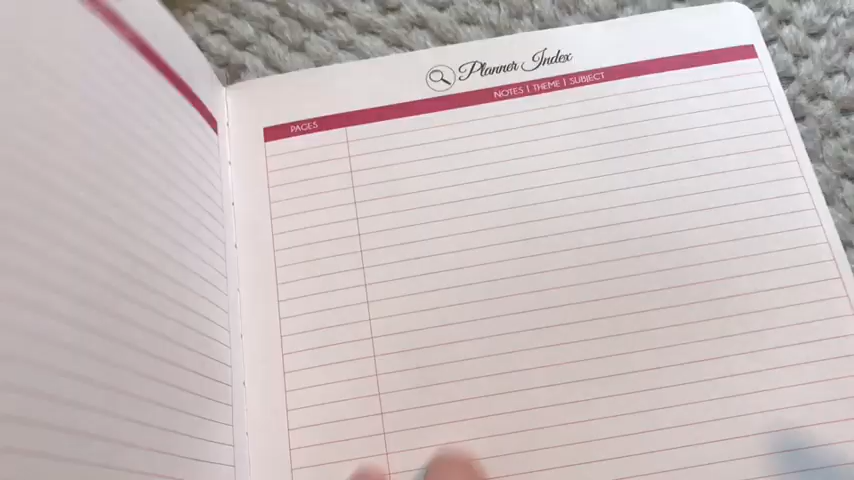 Planner Index
PAGES
NOTES | THEME | SUBJECT